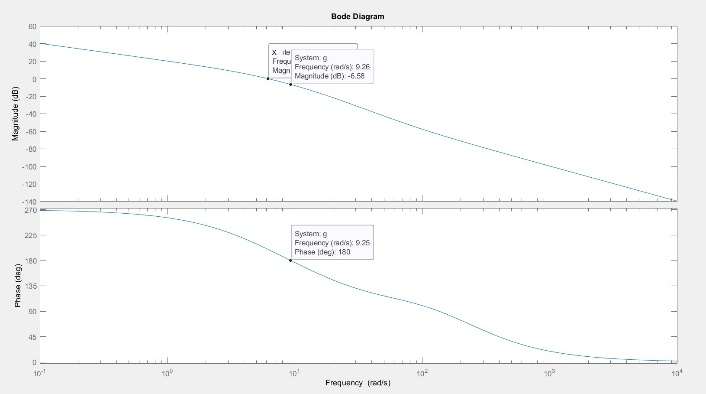 Bode Diagram
60
40
20
0
-20
-40
-60
-80
-100
-120
-140
Magnitude (dB)
System: g
Frequency (rad/s): 9.26
Magnitude (dB): -6.58
270
225
180
135
90
45
0
Phase (deg)
System: g
Frequency (rad/s): 9.25
Phase (deg): 180
10-1
100
101
102
103
104
Frequency (rad/s)